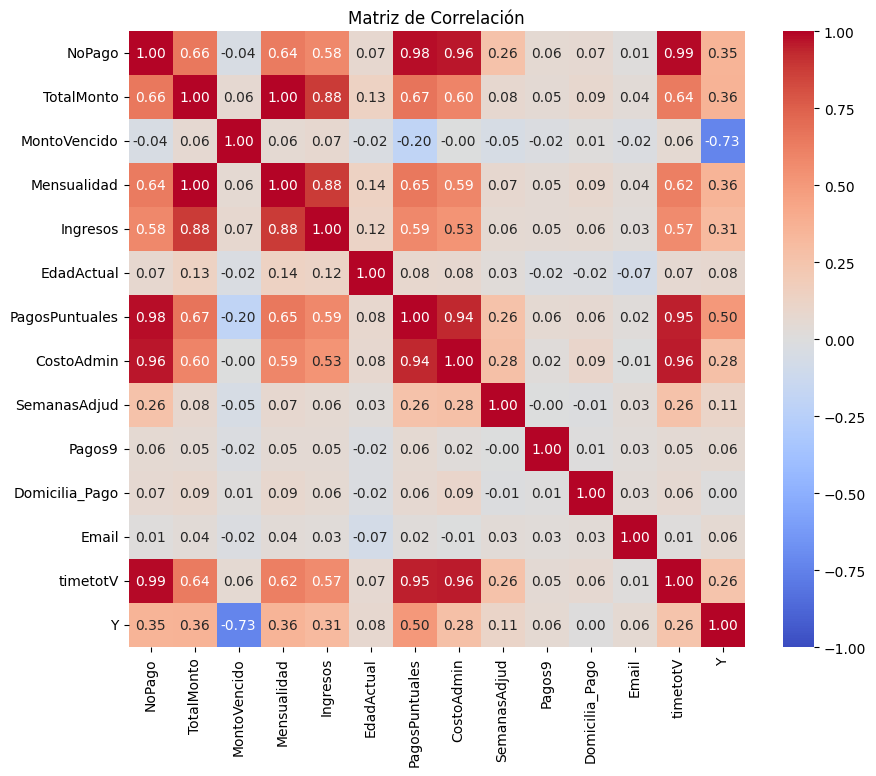 Matriz de Correlación
NoPago 1.00 0.66 -0.04 0.64 0.58 0.07 0.98 0.96 0.26 0.06 0.07 0.01 0.99 0.35
TotalMonto 0.66 1.00 0.06 1.00 0.88 0.13 0.67 0.60 0.08 0.05 0.09 0.04 0.64 0.36
MontoVencido -0.04 0.06 1.00 0.06 0.07 -0.02 -0.20 -0.00 -0.05 -0.02 0.01 -0.02 0.06 -0.73
Mensualidad 0.64 1.00 0.06 1.00 0.88 0.14 0.65 0.59 0.07 0.05 0.09 0.04 0.62 0.36
Ingresos 0.58 0.88 0.07 0.88 1.00 0.12 0.59 0.53 0.06 0.05 0.06 0.03 0.57 0.31
EdadActual 0.07 0.13 -0.02 0.14 0.12 1.00 0.08 0.08 0.03 -0.02 -0.02 -0.07 0.07 0.08
PagosPuntuales 0.98 0.67 -0.20 0.65 0.59 0.08 1.00 0.94 0.26 0.06 0.06 0.02 0.95 0.50
CostoAdmin 0.96 0.60 -0.00 0.59 0.53 0.08 0.94 1.00 0.28 0.02 0.09 -0.01 0.96 0.28
SemanasAdjud 0.26 0.08 -0.05 0.07 0.06 0.03 0.26 0.28 1.00 -0.00 -0.01 0.03 0.26 0.11
Pagos9 0.06 0.05 -0.02 0.05 0.05 -0.02 0.06 0.02 -0.00 1.00 0.01 0.03 0.05 0.06
Domicilia_Pago 0.07 0.09 0.01 0.09 0.06 -0.02 0.06 0.09 -0.01 0.01 1.00 0.03 0.06 0.00
Email 0.01 0.04 -0.02 0.04 0.03 -0.07 0.02 -0.01 0.03 0.03 0.03 1.00 0.01 0.06
timetotV 0.99 0.64 0.06 0.62 0.57 0.07 0.95 0.96 0.26 0.05 0.06 0.01 1.00 0.26
Y 0.35 0.36 -0.73 0.36 0.31 0.08 0.50 0.28 0.11 0.06 0.00 0.06 0.26 1.00
NoPago
TotalMonto
MontoVencido
Mensualidad
Ingresos
EdadActual
PagosPuntuales
CostoAdmin
SemanasAdjud
Pagos9
Domicilia_Pago
Email
timetotV
Y
1.00
0.75
0.50
0.25
0.00
−0.25
−0.50
−0.75
−1.00